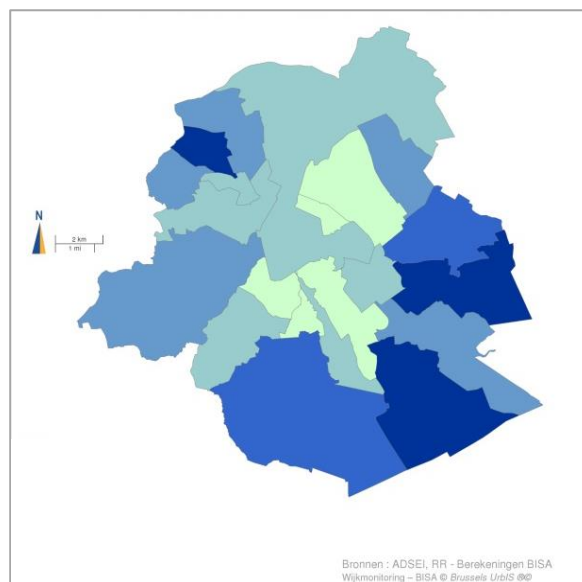 N
2 km
1 mi
Bronnen : ADSEI, RR - Berekeningen BISA
Wijkmonitoring – BISA © Brussels UrbIS ®©